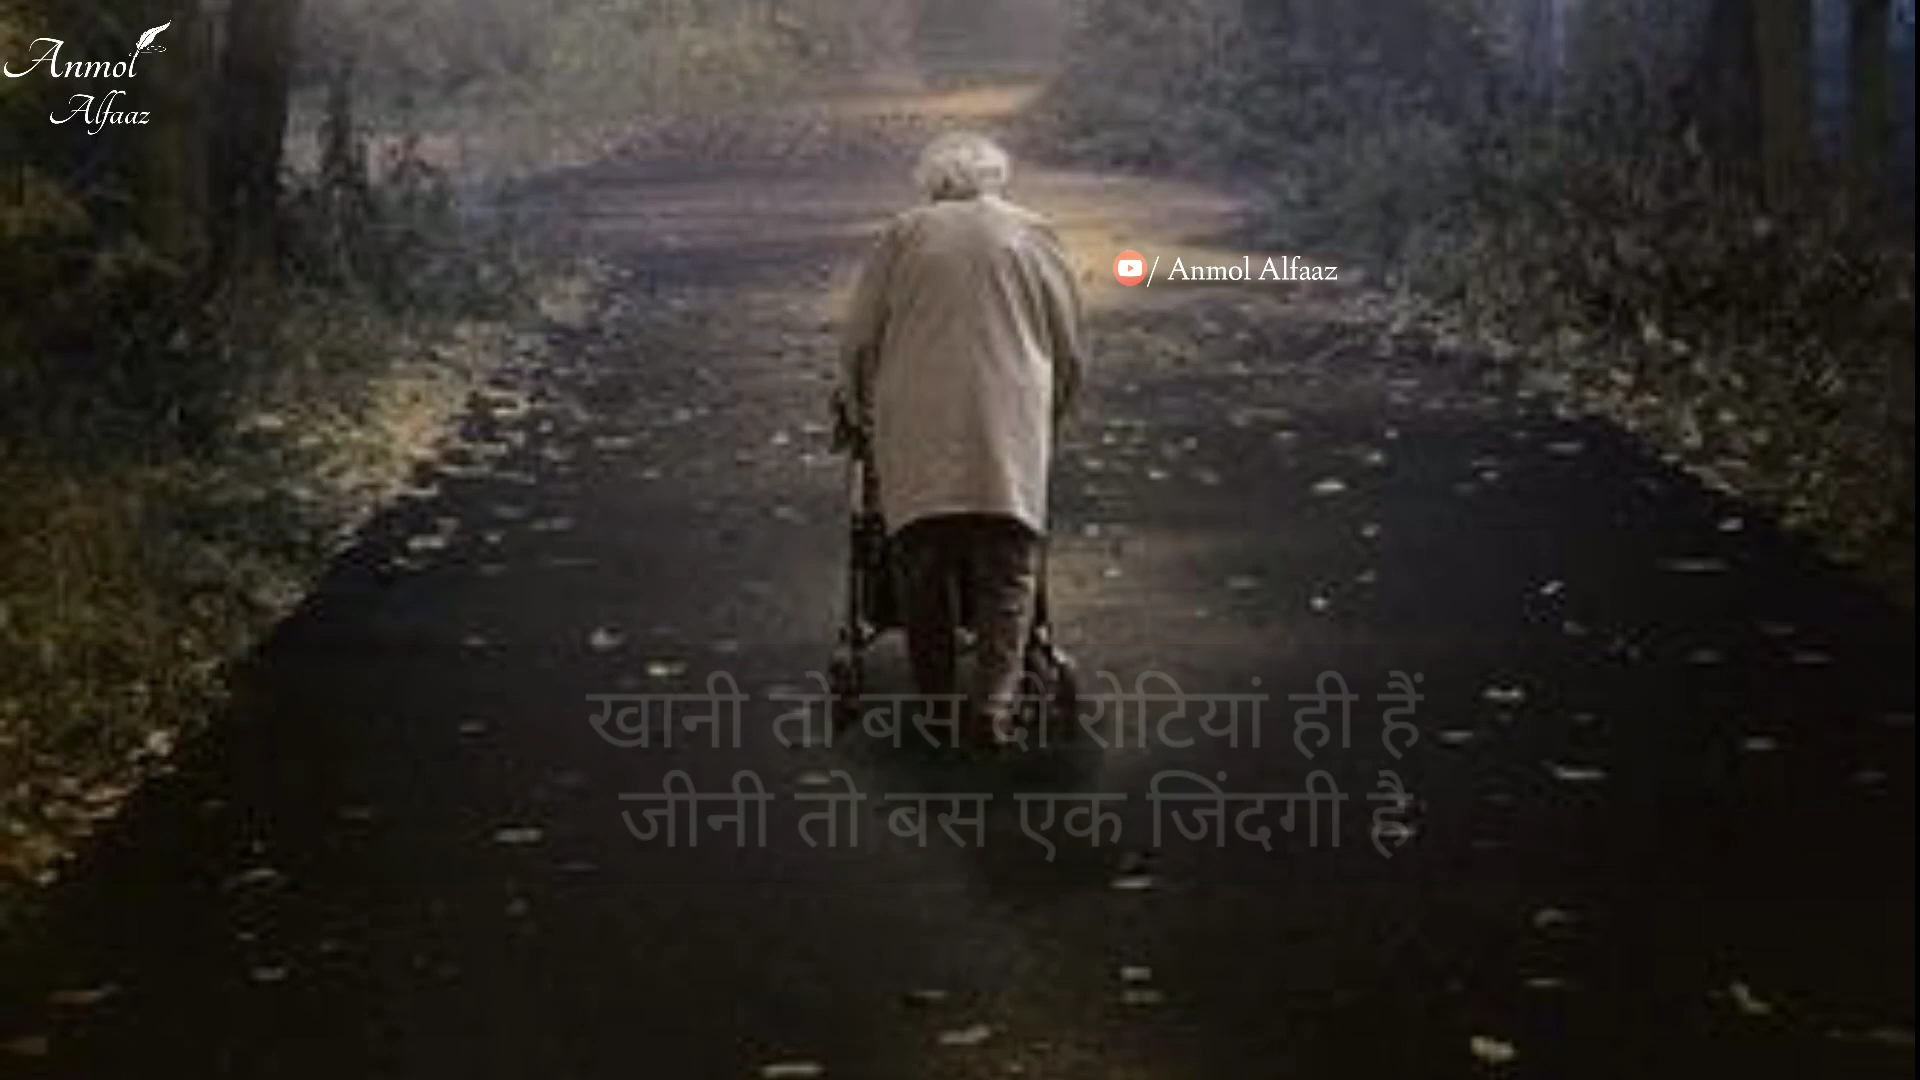 Anmol
Alfaaz
/ Anmol Alfaaz
खानी तो बस दो रोटियां ही हैं
जीनी तो बस एक जिंदगी है